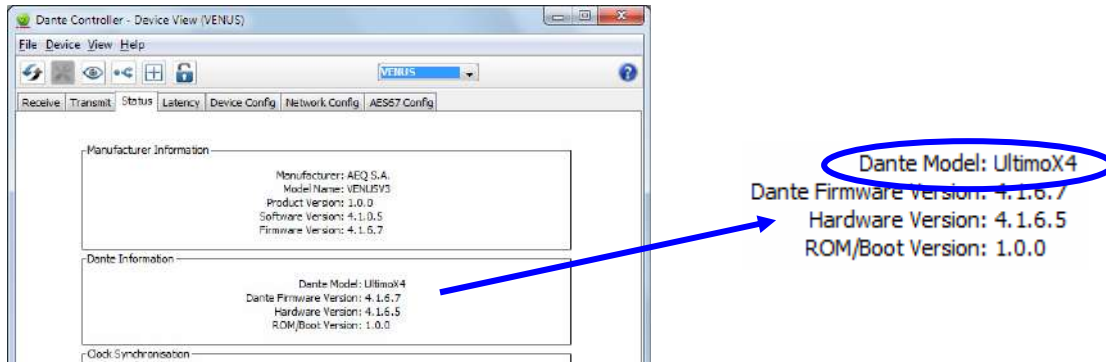 Dante Controller - Device View (VENUS)
File Device View Help
VENUS
Receive Transmit Status Latency Device Config Network Config AES67 Config
Manufacturer Information
Manufacturer: AEQ S.A.
Model Name: VENUSV3
Product Version: 1.0.0
Software Version: 4.1.0.5
Firmware Version: 4.1.6.7
Dante Information
Dante Model: UltimoX4
Dante Firmware Version: 4.1.6.7
Hardware Version: 4.1.6.5
ROM/Boot Version: 1.0.0
Clock Synchronisation
Dante Model: UltimoX4
Dante Firmware Version: 4.1.6.7
Hardware Version: 4.1.6.5
ROM/Boot Version: 1.0.0